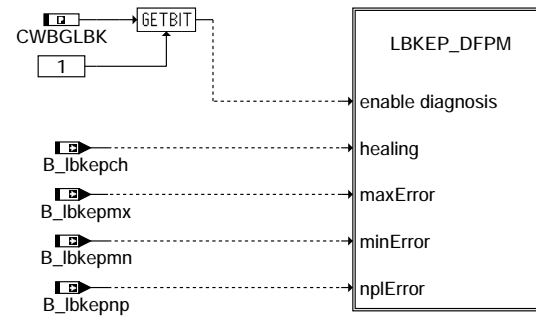 GETBIT
CWBGLBK
1
LBKEP_DFPM
enable diagnosis
healing
B_lbkepch
maxError
B_lbkepmx
minError
B_lbkepmn
nplError
B_lbkepnp